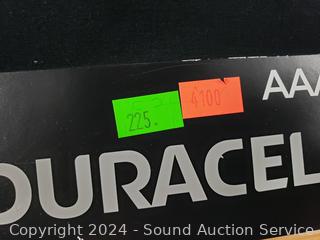 AAA
225.
4100
DURACEL
Copyright 2024 - Sound Auction Service